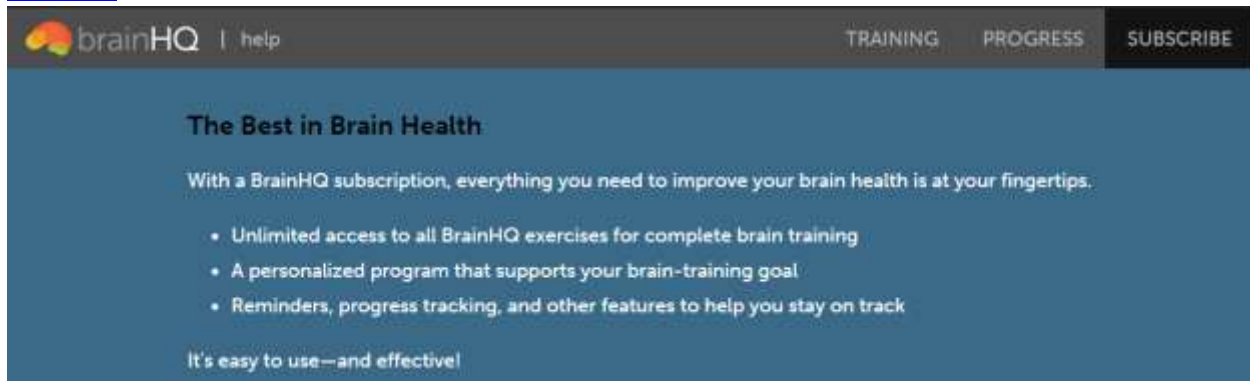 brainHQ | help TRAINING PROGRESS SUBSCRIBE
The Best in Brain Health
With a BrainHQ subscription, everything you need to improve your brain health is at your fingertips.
• Unlimited access to all BrainHQ exercises for complete brain training
• A personalized program that supports your brain-training goal
• Reminders, progress tracking, and other features to help you stay on track
It's easy to use—and effective!